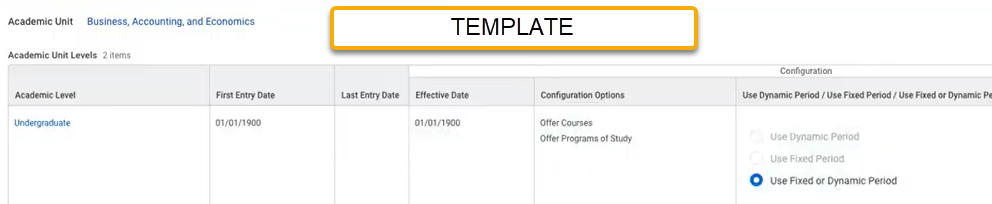 TEMPLATE
Academic Unit Business, Accounting, and Economics
Academic Unit Levels 2 items
Configuration
Academic Level First Entry Date Last Entry Date Effective Date Configuration Options Use Dynamic Period / Use Fixed Period / Use Fixed or Dynamic Pe
Undergraduate 01/01/1900 01/01/1900 Offer Courses
Offer Programs of Study
Use Dynamic Period
Use Fixed Period
Use Fixed or Dynamic Period